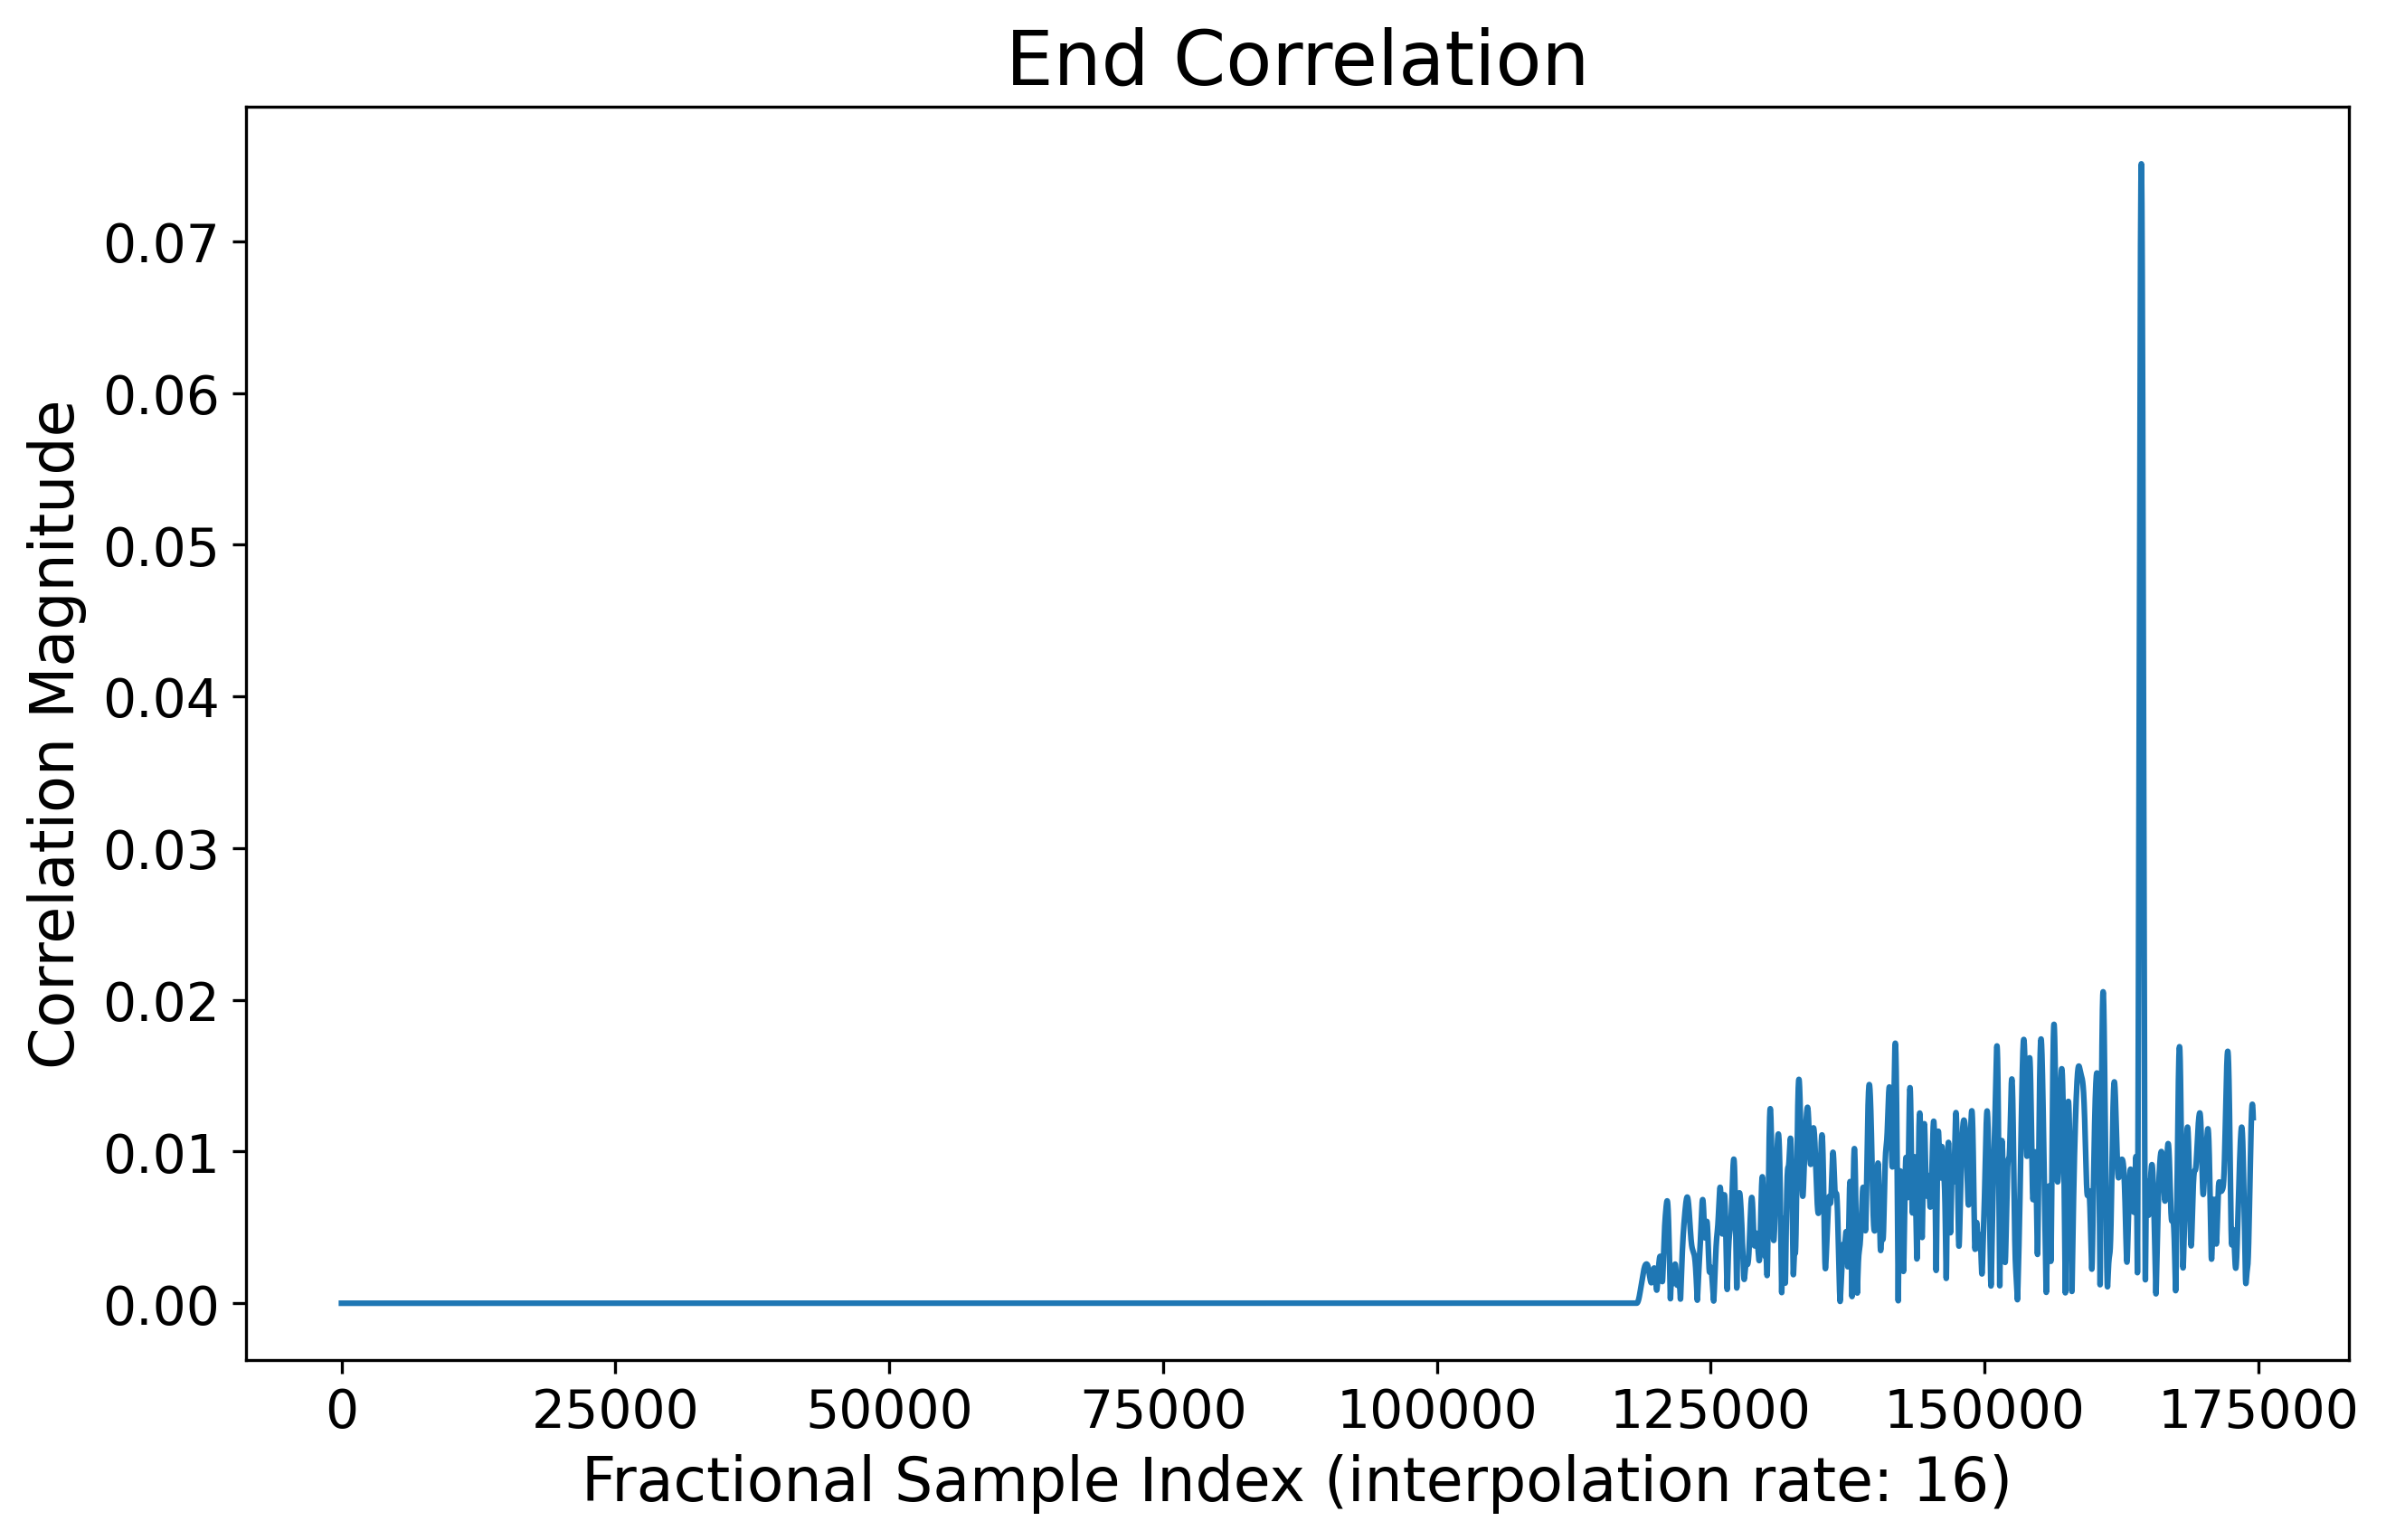 End Correlation
Correlation Magnitude
0.07
0.06
0.05
0.04
0.03
0.02
0.01
0.00
0 25000 50000 75000 100000 125000 150000 175000
Fractional Sample Index (interpolation rate: 16)